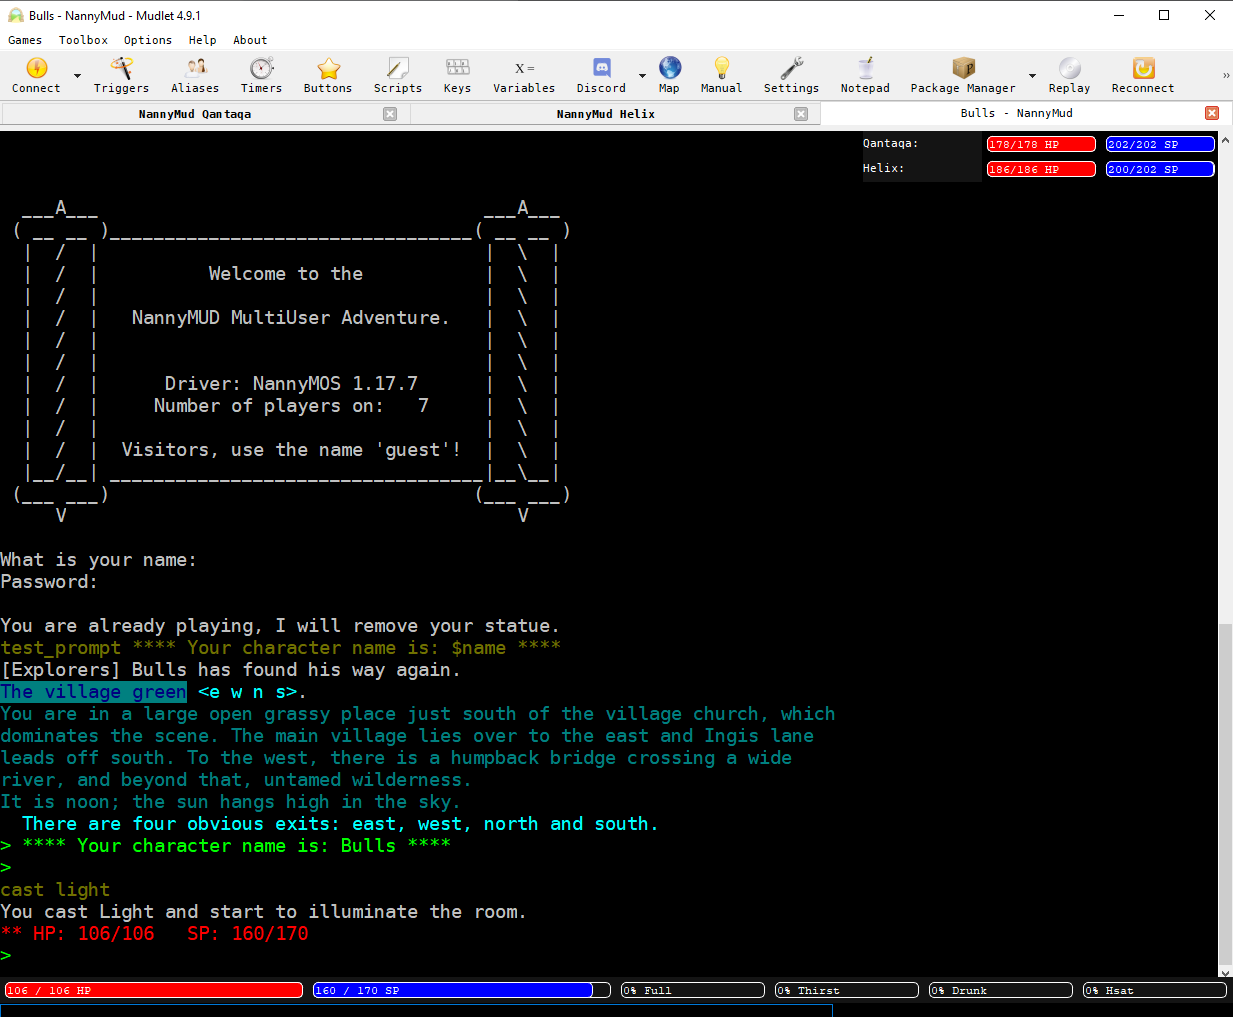 Bulls - NannyMud - Mudlet 4.9.1
Games Toolbox Options Help About
Connect Triggers Aliases Timers Buttons Scripts Keys X = Variables Discord Map Manual Settings Notepad Package Manager Replay Reconnect
NannyMud Qantaqa NannyMud Helix Bulls - NannyMud
Qantaqa: 178/178 HP 202/202 SP
Helix: 186/186 HP 200/202 SP
Welcome to the
NannyMUD MultiUser Adventure.
Driver: NannyMOS 1.17.7
Number of players on: 7
Visitors, use the name 'guest'!
What is your name:
Password:
You are already playing, I will remove your statue.
test_prompt **** Your character name is: $name ****
[Explorers] Bulls has found his way again.
The village green <e w n s>.
You are in a large open grassy place just south of the village church, which
dominates the scene. The main village lies over to the east and Ingis lane
leads off south. To the west, there is a humpback bridge crossing a wide
river, and beyond that, untamed wilderness.
It is noon; the sun hangs high in the sky.
There are four obvious exits: east, west, north and south.
> **** Your character name is: Bulls ****
>
cast light
You cast Light and start to illuminate the room.
** HP: 106/106 SP: 160/170
>
106 / 106 HP 160 / 170 SP 0% Full 0% Thirst 0% Drunk 0% Hsat